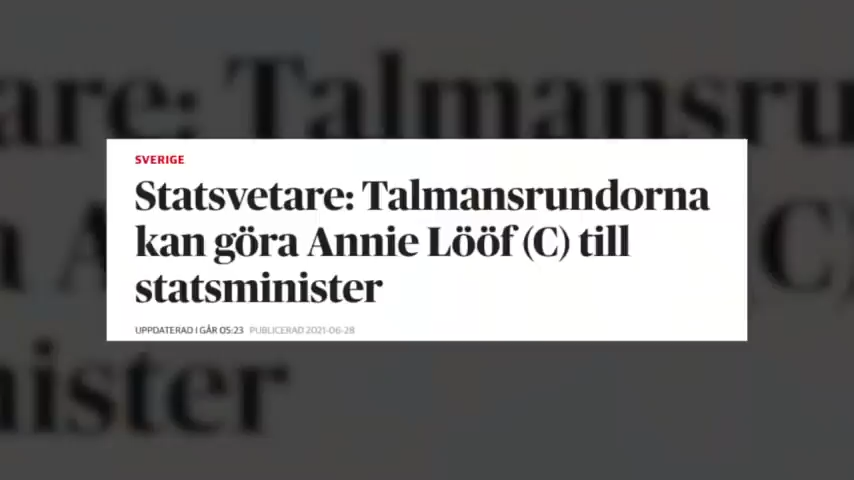 SVERIGE
Statsvetare: Talmansrundorna
kan göra Annie Lööf (C) till
statsminister
UPPDATERAD I GÅR 05:23 PUBLICERAD 2021-06-28